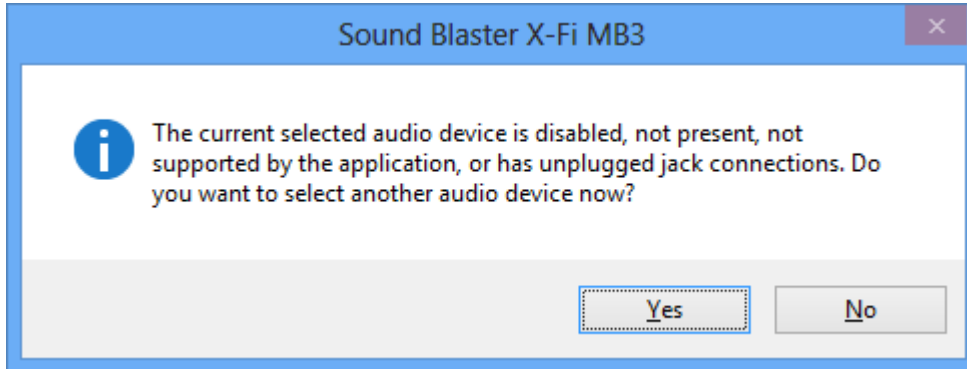 Sound Blaster X-Fi MB3
The current selected audio device is disabled, not present, not
supported by the application, or has unplugged jack connections. Do
you want to select another audio device now?
Yes
No